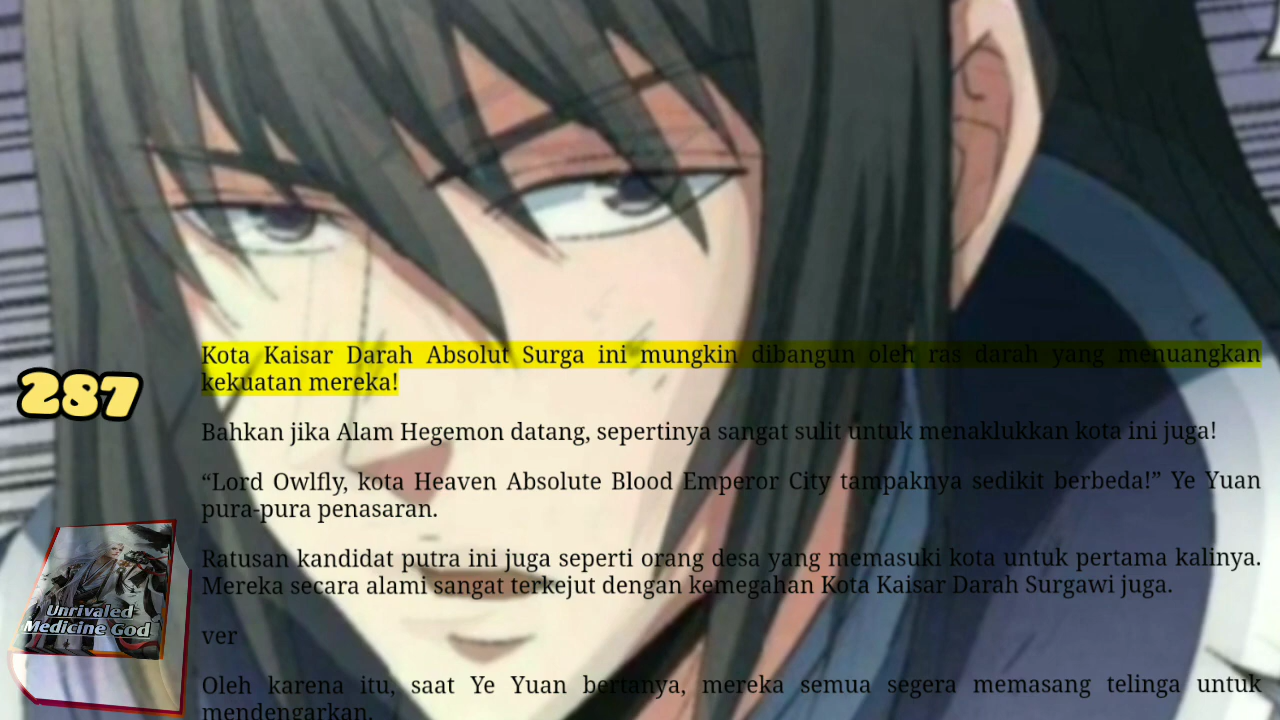 Kota Kaisar Darah Absolut Surga ini mungkin dibangun oleh ras darah yang menuangkan
kekuatan mereka!
287
Bahkan jika Alam Hegemon datang, sepertinya sangat sulit untuk menaklukkan kota ini juga!
“Lord Owlfly, kota Heaven Absolute Blood Emperor City tampaknya sedikit berbeda!” Ye Yuan
pura-pura penasaran.
Ratusan kandidat putra ini juga seperti orang desa yang memasuki kota untuk pertama kalinya.
Mereka secara alami sangat terkejut dengan kemegahan Kota Kaisar Darah Surgawi juga.
Unrivaled
Medicine God
ver
Oleh karena itu, saat Ye Yuan bertanya, mereka semua segera memasang telinga untuk
mendengarkan.